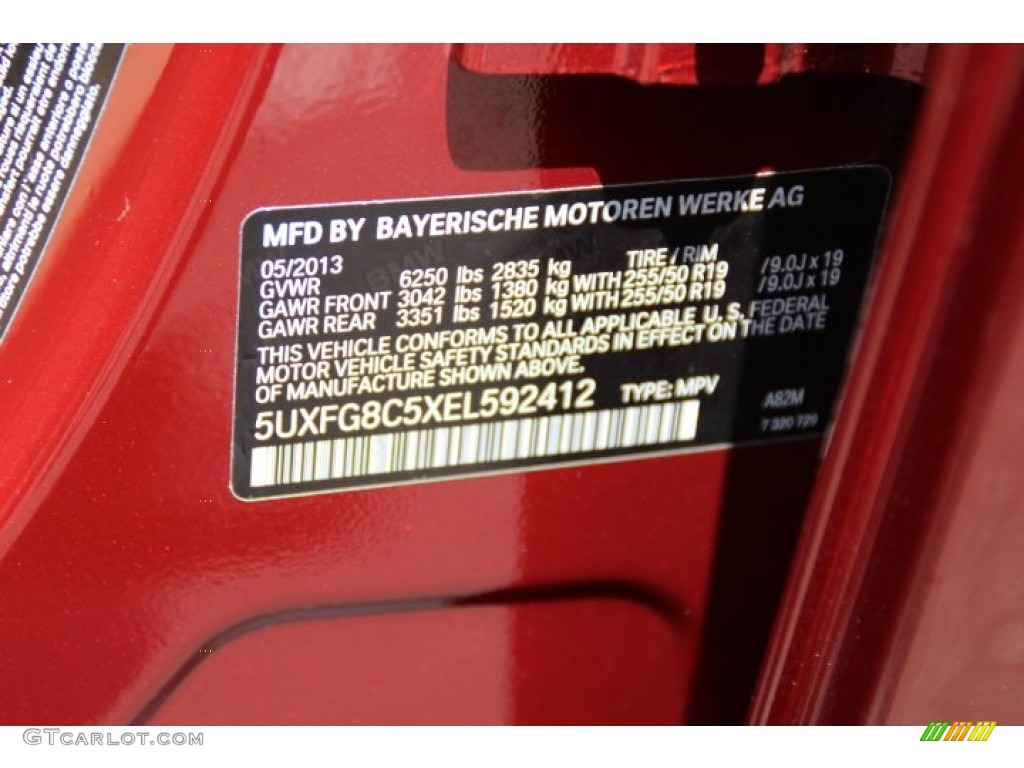 MFD BY BAYERISCHE MOTOREN WERKE AG
05/2013 TIRE / RIM
GVWR 6250 lbs 2835 kg
GAWR FRONT 3042 lbs 1380 kg WITH 255/50 R19 / 9.0J x 19
GAWR REAR 3351 lbs 1520 kg WITH 255/50 R19 / 9.0J x 19
THIS VEHICLE CONFORMS TO ALL APPLICABLE U.S. FEDERAL
MOTOR VEHICLE SAFETY STANDARDS IN EFFECT ON THE DATE
OF MANUFACTURE SHOWN ABOVE.
5UXFG8C5XEL592412 TYPE: MPV A82M
7 320 729
GTcarlot.com